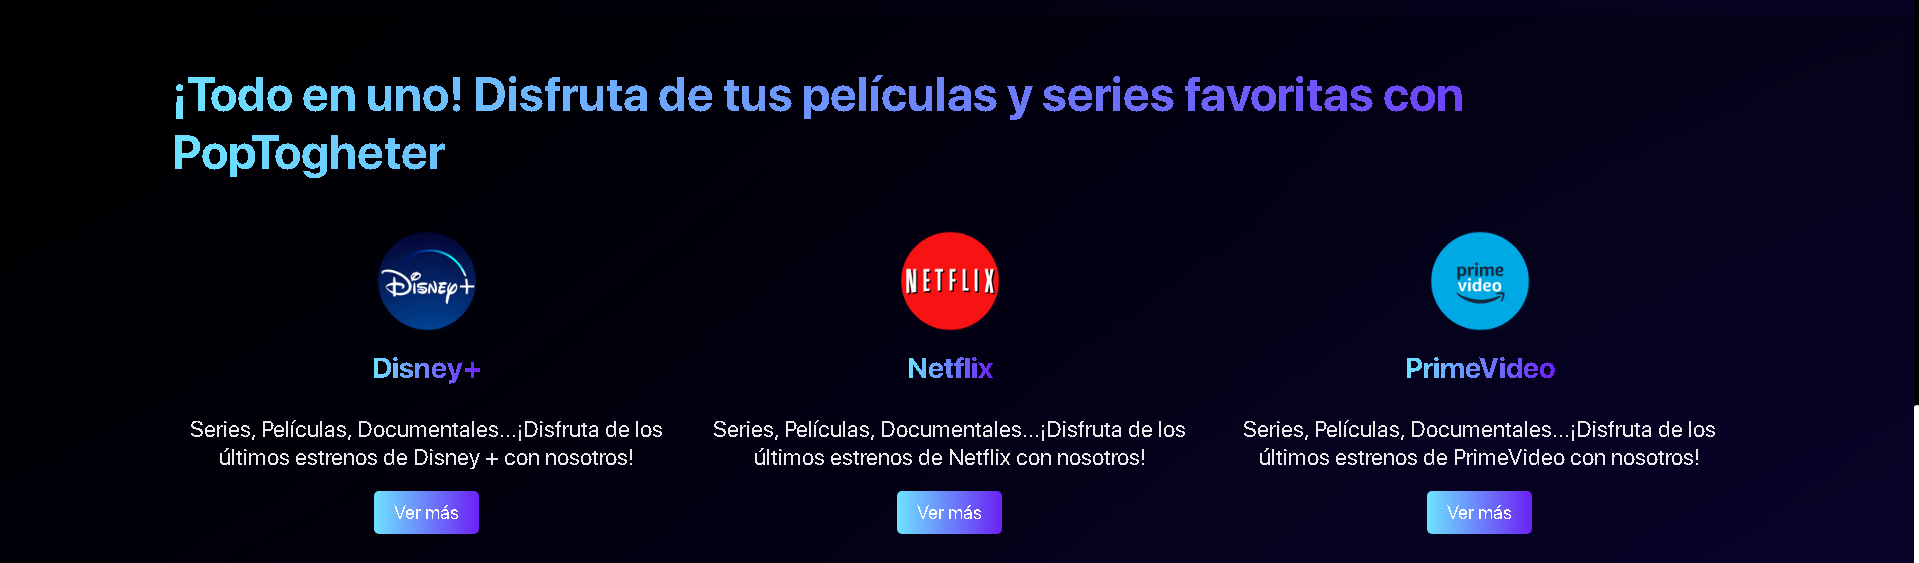 ¡Todo en uno! Disfruta de tus películas y series favoritas con
PopTogheter
Disney+
NETFLIX
prime
video
Disney+
Netflix
PrimeVideo
Series, Películas, Documentales...¡Disfruta de los
últimos estrenos de Disney + con nosotros!
Series, Películas, Documentales...¡Disfruta de los
últimos estrenos de Netflix con nosotros!
Series, Películas, Documentales...¡Disfruta de los
últimos estrenos de PrimeVideo con nosotros!
Ver más
Ver más
Ver más